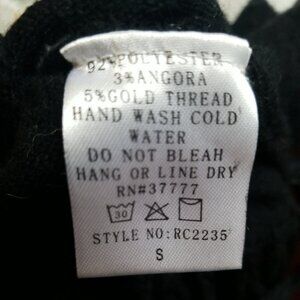 92%POLYESTER
3%ANGORA
5%GOLD THREAD
HAND WASH COLD
WATER
DO NOT BLEAH
HANG OR LINE DRY
RN#37777
30
STYLE NO:RC2235
S